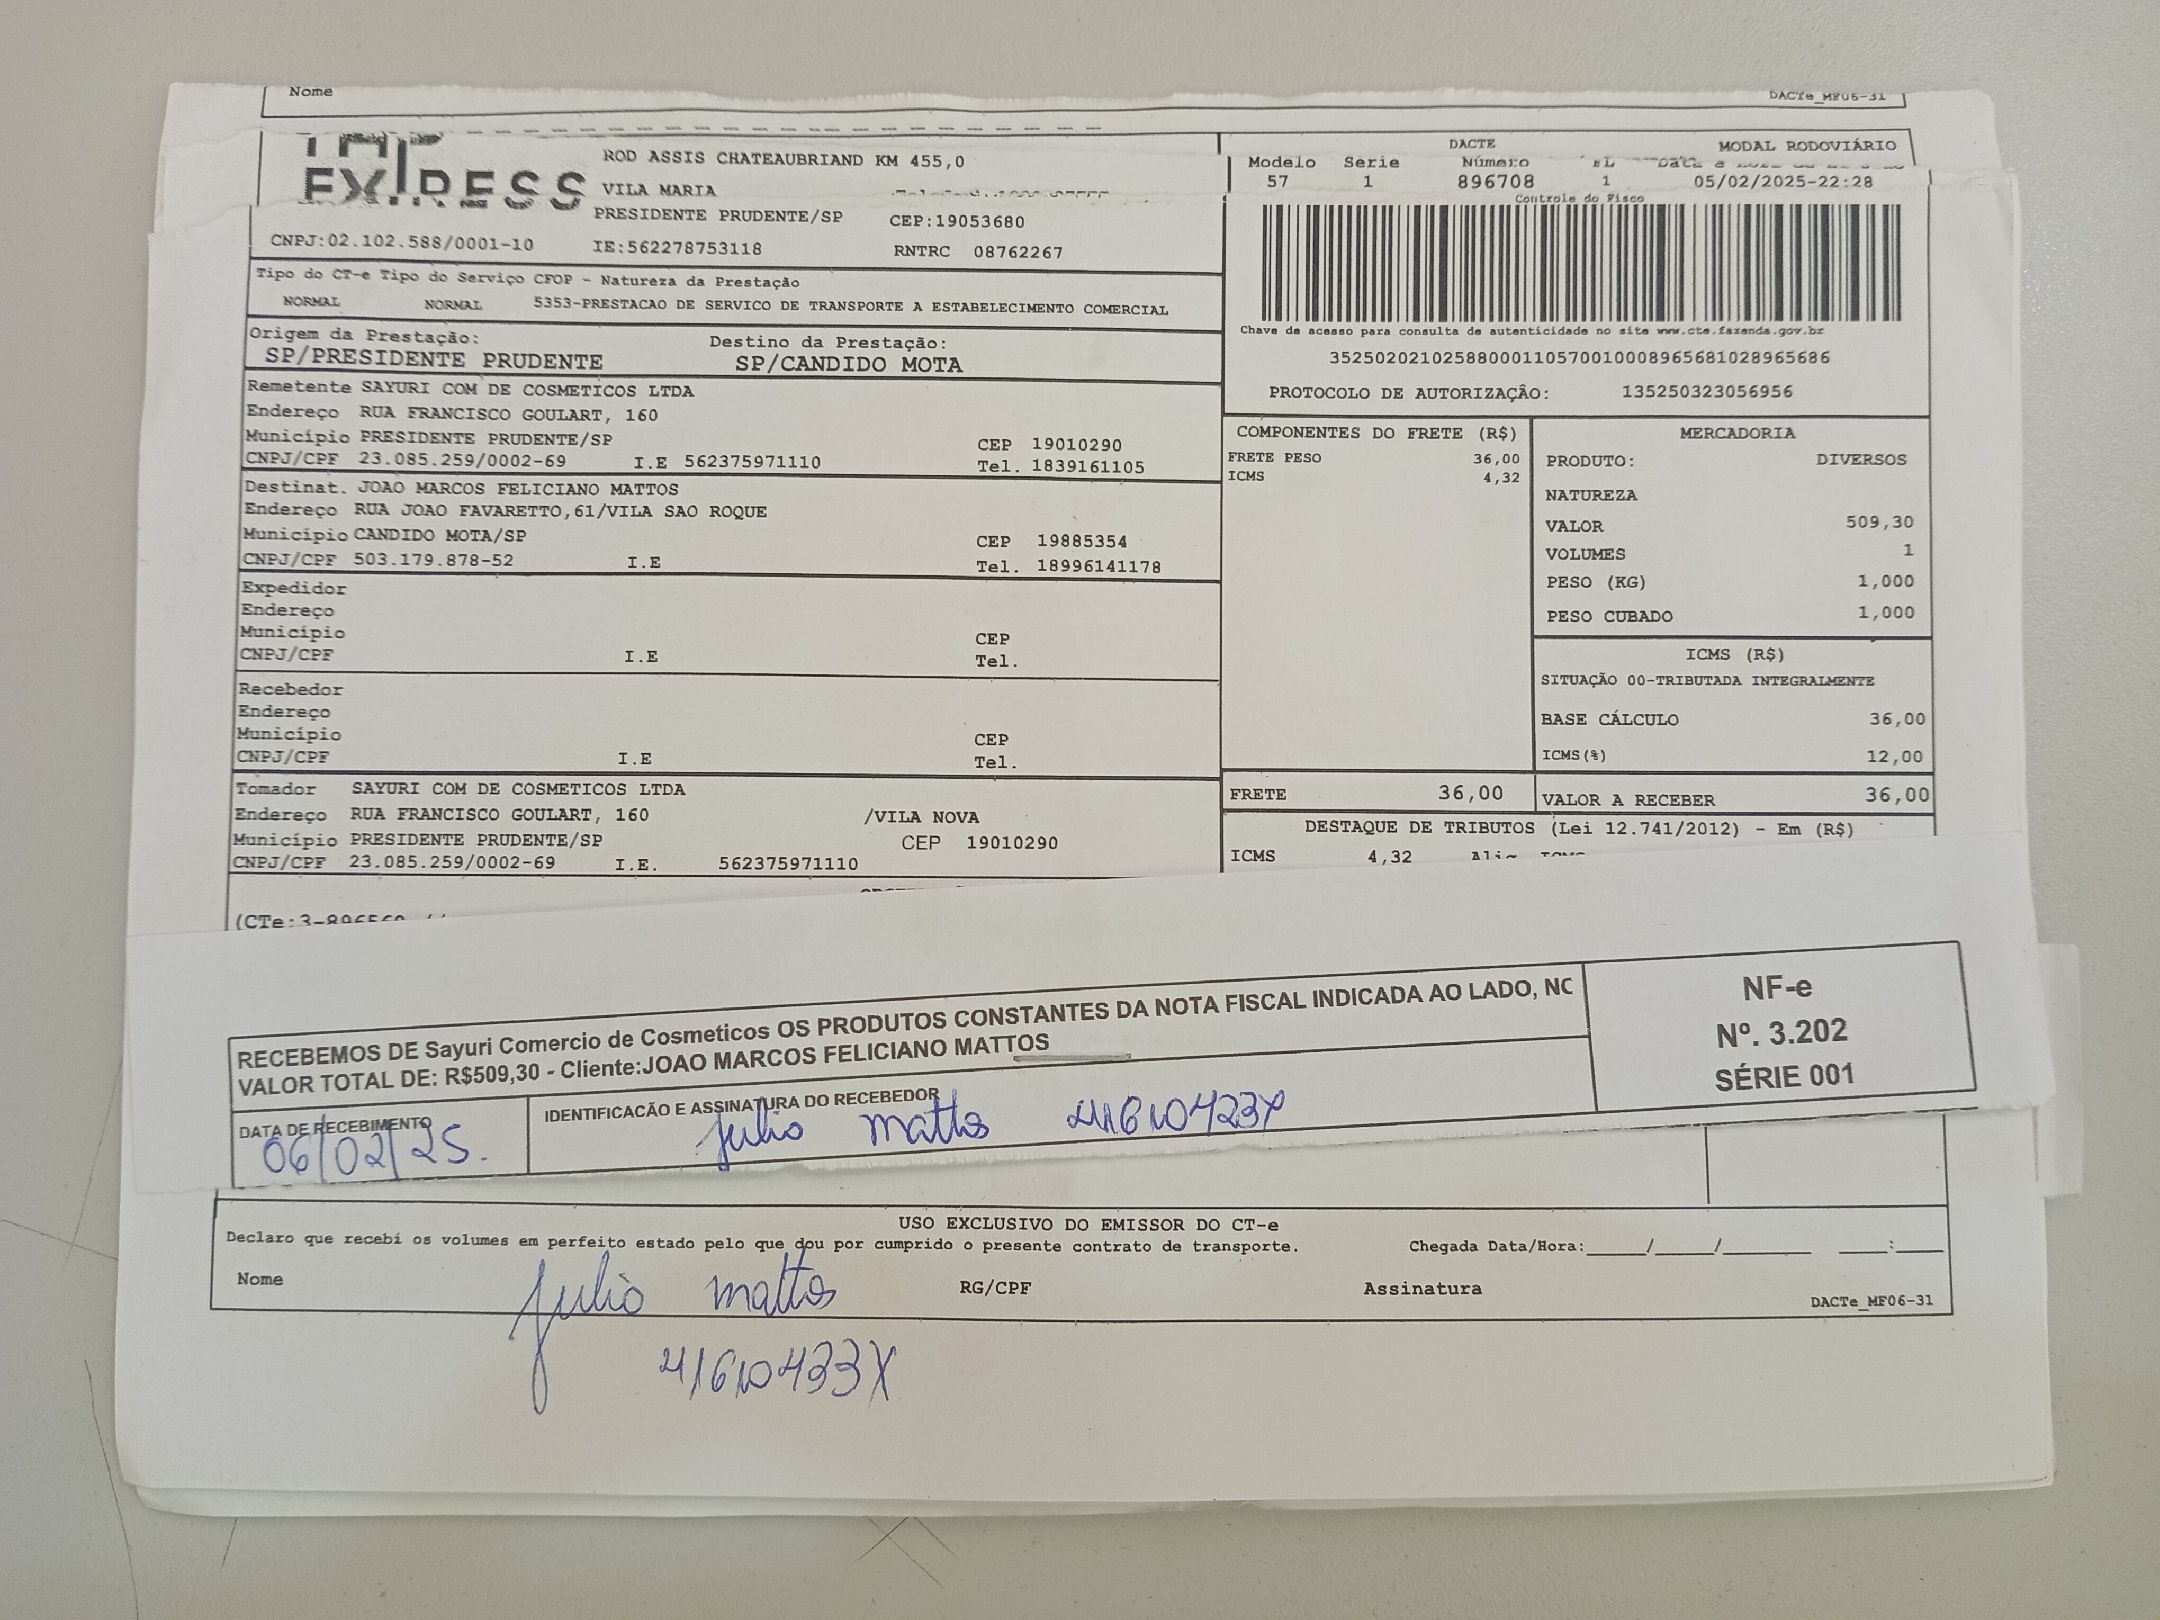 Nome DACTe_MF06-31
EXPRESS
ROD ASSIS CHATEAUBRIAND KM 455,0
VILA MARIA
PRESIDENTE PRUDENTE/SP CEP:19053680
CNPJ:02.102.588/0001-10 IE:562278753118 RNTRC 08762267
DACTE MODAL RODOVIÁRIO
Modelo Serie Número
57 1 896708 1 05/02/2025-22:28
Controle do Fisco
Chave de acesso para consulta de autenticidade no site www.cte.fazenda.gov.br
35250202102588000110570010008965681028965686
PROTOCOLO DE AUTORIZAÇÂO: 135250323056956
Tipo do CT-e Tipo do Serviço CFOP - Natureza da Prestação
NORMAL NORMAL 5353-PRESTACAO DE SERVICO DE TRANSPORTE A ESTABELECIMENTO COMERCIAL
Origem da Prestação: Destino da Prestação:
SP/PRESIDENTE PRUDENTE SP/CANDIDO MOTA
Remetente SAYURI COM DE COSMETICOS LTDA
Endereço RUA FRANCISCO GOULART, 160
Município PRESIDENTE PRUDENTE/SP CEP 19010290
CNPJ/CPF 23.085.259/0002-69 I.E 562375971110 Tel. 1839161105
Destinat. JOAO MARCOS FELICIANO MATTOS
Endereço RUA JOAO FAVARETTO,61/VILA SAO ROQUE
Município CANDIDO MOTA/SP CEP 19885354
CNPJ/CPF 503.179.878-52 I.E Tel. 18996141178
Expedidor
Endereço
Município CEP
CNPJ/CPF I.E Tel.
Recebedor
Endereço
Município CEP
CNPJ/CPF I.E Tel.
Tomador SAYURI COM DE COSMETICOS LTDA
Endereço RUA FRANCISCO GOULART, 160 /VILA NOVA
Município PRESIDENTE PRUDENTE/SP CEP 19010290
CNPJ/CPF 23.085.259/0002-69 I.E. 562375971110
COMPONENTES DO FRETE (R$)
FRETE PESO 36,00
ICMS 4,32
MERCADORIA
PRODUTO: DIVERSOS
NATUREZA
VALOR 509,30
VOLUMES 1
PESO (KG) 1,000
PESO CUBADO 1,000
ICMS (R$)
SITUAÇÃO 00-TRIBUTADA INTEGRALMENTE
BASE CÁLCULO 36,00
ICMS(%) 12,00
FRETE 36,00 VALOR A RECEBER 36,00
DESTAQUE DE TRIBUTOS (Lei 12.741/2012) - Em (R$)
ICMS 4,32
(CTe:3-896568
RECEBEMOS DE Sayuri Comercio de Cosmeticos OS PRODUTOS CONSTANTES DA NOTA FISCAL INDICADA AO LADO, NO
VALOR TOTAL DE: R$509,30 - Cliente:JOAO MARCOS FELICIANO MATTOS
DATA DE RECEBIMENTO IDENTIFICAÇÃO E ASSINATURA DO RECEBEDOR
06/02/25. Julio mattos 41610423X
NF-e
Nº. 3.202
SÉRIE 001
USO EXCLUSIVO DO EMISSOR DO CT-e
Declaro que recebi os volumes em perfeito estado pelo que dou por cumprido o presente contrato de transporte. Chegada Data/Hora:_____/_____/_______ ____:____
Nome Julio mattos RG/CPF Assinatura
41610433X
DACTe_MF06-31